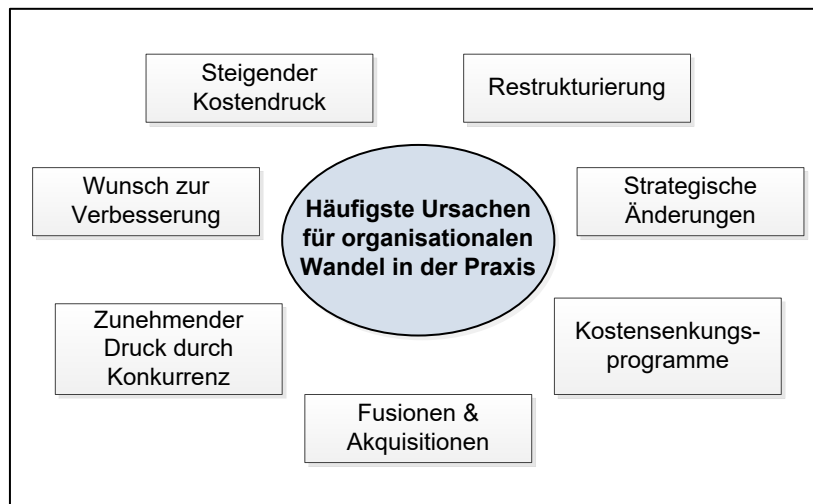 Steigender
Kostendruck
Restrukturierung
Wunsch zur
Verbesserung
Häufigste Ursachen
für organisationalen
Wandel in der Praxis
Strategische
Änderungen
Zunehmender
Druck durch
Konkurrenz
Kostensenkungs-
programme
Fusionen &
Akquisitionen